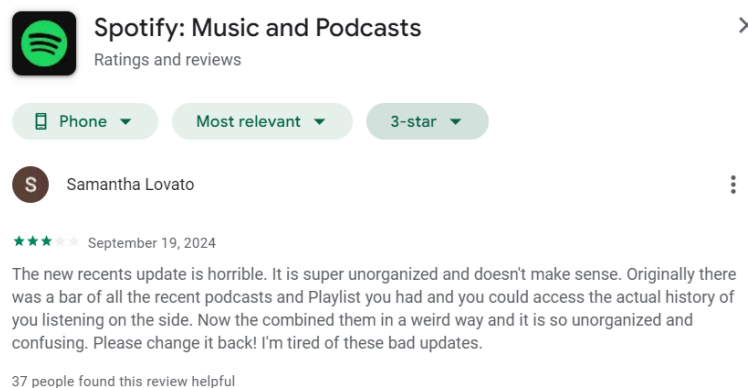 Spotify: Music and Podcasts
Ratings and reviews
Phone
Most relevant
3-star
S
Samantha Lovato
September 19, 2024
The new recents update is horrible. It is super unorganized and doesn't make sense. Originally there
was a bar of all the recent podcasts and Playlist you had and you could access the actual history of
you listening on the side. Now the combined them in a weird way and it is so unorganized and
confusing. Please change it back! I'm tired of these bad updates.
37 people found this review helpful